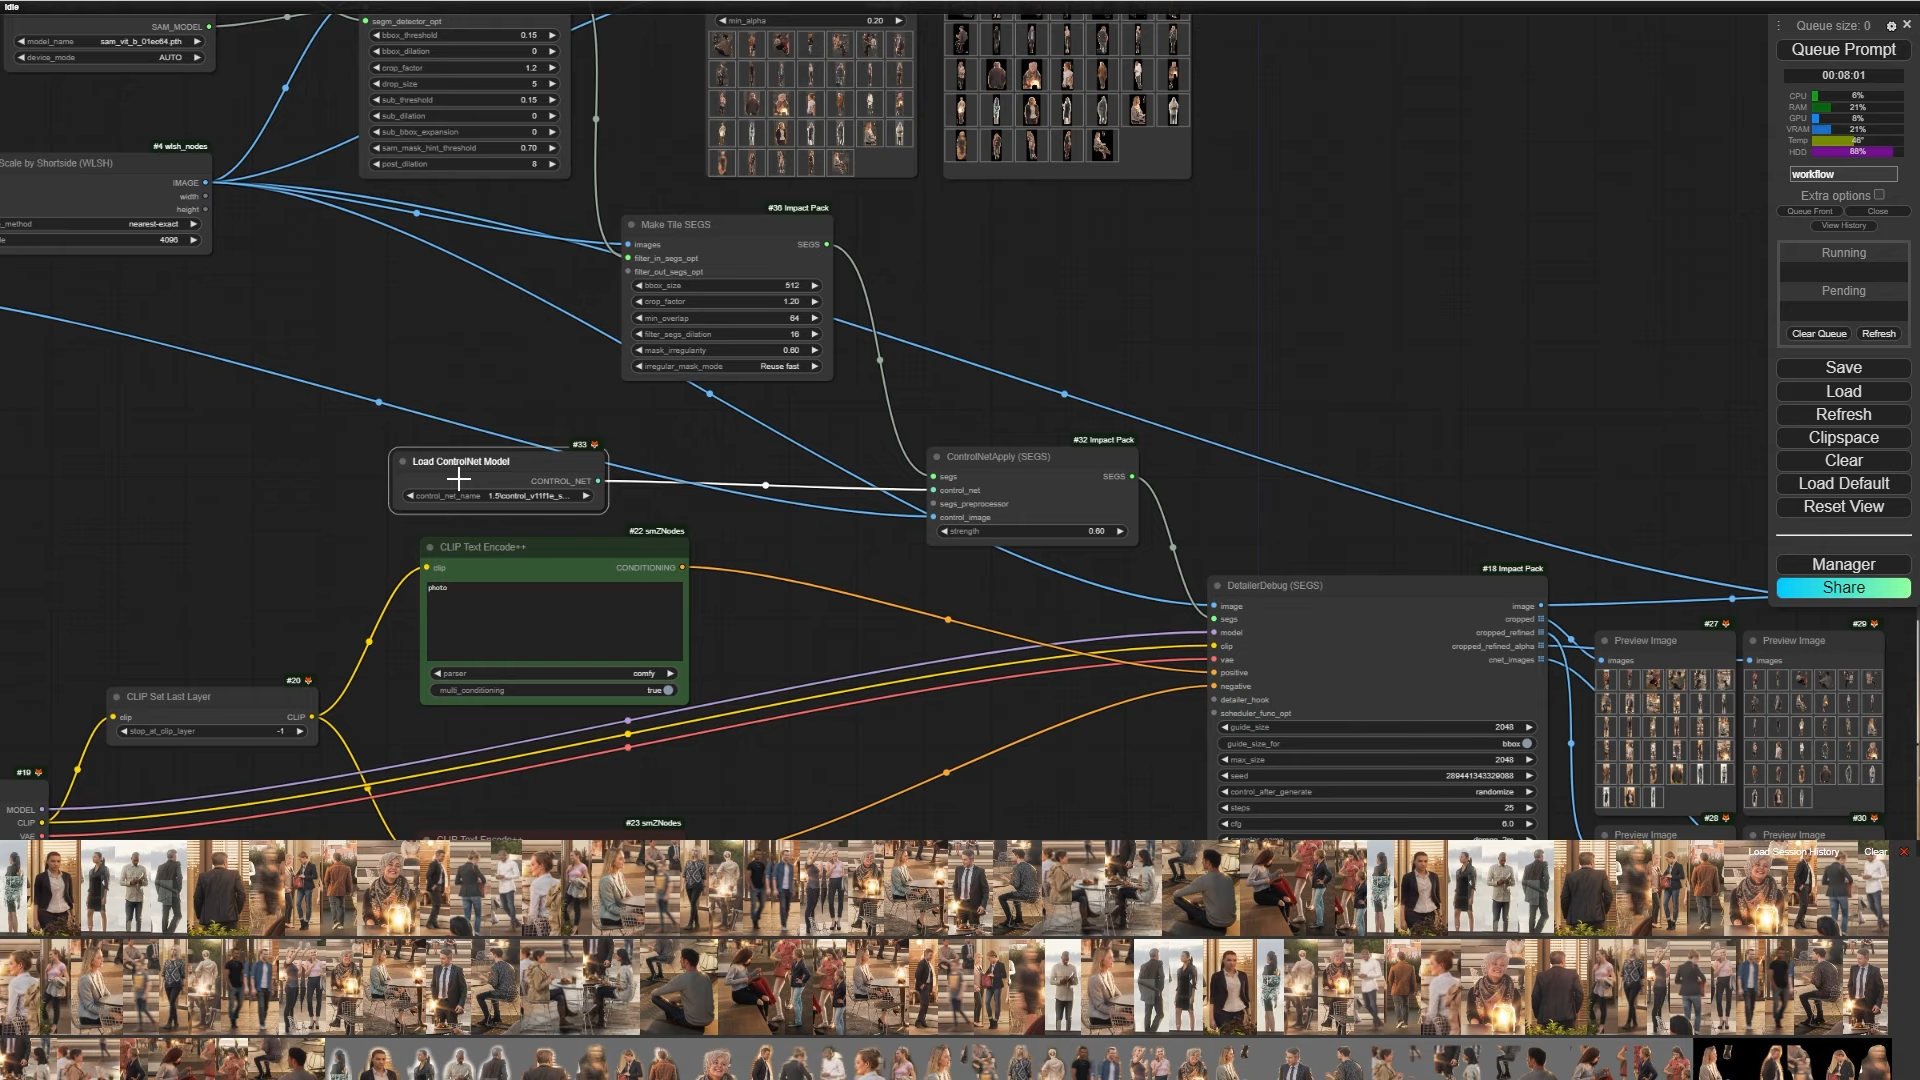 Idle
SAM_MODEL
model_name sam_vit_b_01ec64.pth
device_mode AUTO
segm_detector_opt
bbox_threshold 0.15
bbox_dilation 0
crop_factor 1.2
drop_size 5
sub_threshold 0.15
sub_dilation 0
sub_bbox_expansion 0
sam_mask_hint_threshold 0.70
post_dilation 8
min_alpha 0.20
#4 wlsh_nodes
Scale by Shortside (WLSH)
IMAGE
width
height
_method nearest-exact
4096
#36 Impact Pack
Make Tile SEGS
images SEGS
filter_in_segs_opt
filter_out_segs_opt
bbox_size 512
crop_factor 1.20
min_overlap 64
filter_segs_dilation 16
mask_irregularity 0.60
irregular_mask_mode Reuse fast
#33
Load ControlNet Model
CONTROL_NET
control_net_name 1.5\control_v11f1e_s...
#32 Impact Pack
ControlNetApply (SEGS)
segs SEGS
control_net
segs_preprocessor
control_image
strength 0.60
#22 smZNodes
CLIP Text Encode++
clip CONDITIONING
photo
parser comfy
multi_conditioning true
#20
CLIP Set Last Layer
clip CLIP
stop_at_clip_layer -1
#19
MODEL
CLIP
VAE
#23 smZNodes
CLIP Text Encode++
#18 Impact Pack
DetailerDebug (SEGS)
image image
segs cropped
model cropped_refined
clip cropped_refined_alpha
vae cnet_images
positive
negative
detailer_hook
scheduler_func_opt
guide_size 2048
guide_size_for bbox
max_size 2048
seed 289441343329088
control_after_generate randomize
steps 25
cfg 6.0
#27
Preview Image
images
#29
Preview Image
images
#28
Preview Image
#30
Preview Image
Load Session History Clear
Queue size: 0
Queue Prompt
00:08:01
CPU 6%
RAM 21%
GPU 8%
VRAM 21%
Temp 46°
HDD 88%
workflow
Extra options
Queue Front Close
View History
Running
Pending
Clear Queue Refresh
Save
Load
Refresh
Clipspace
Clear
Load Default
Reset View
Manager
Share